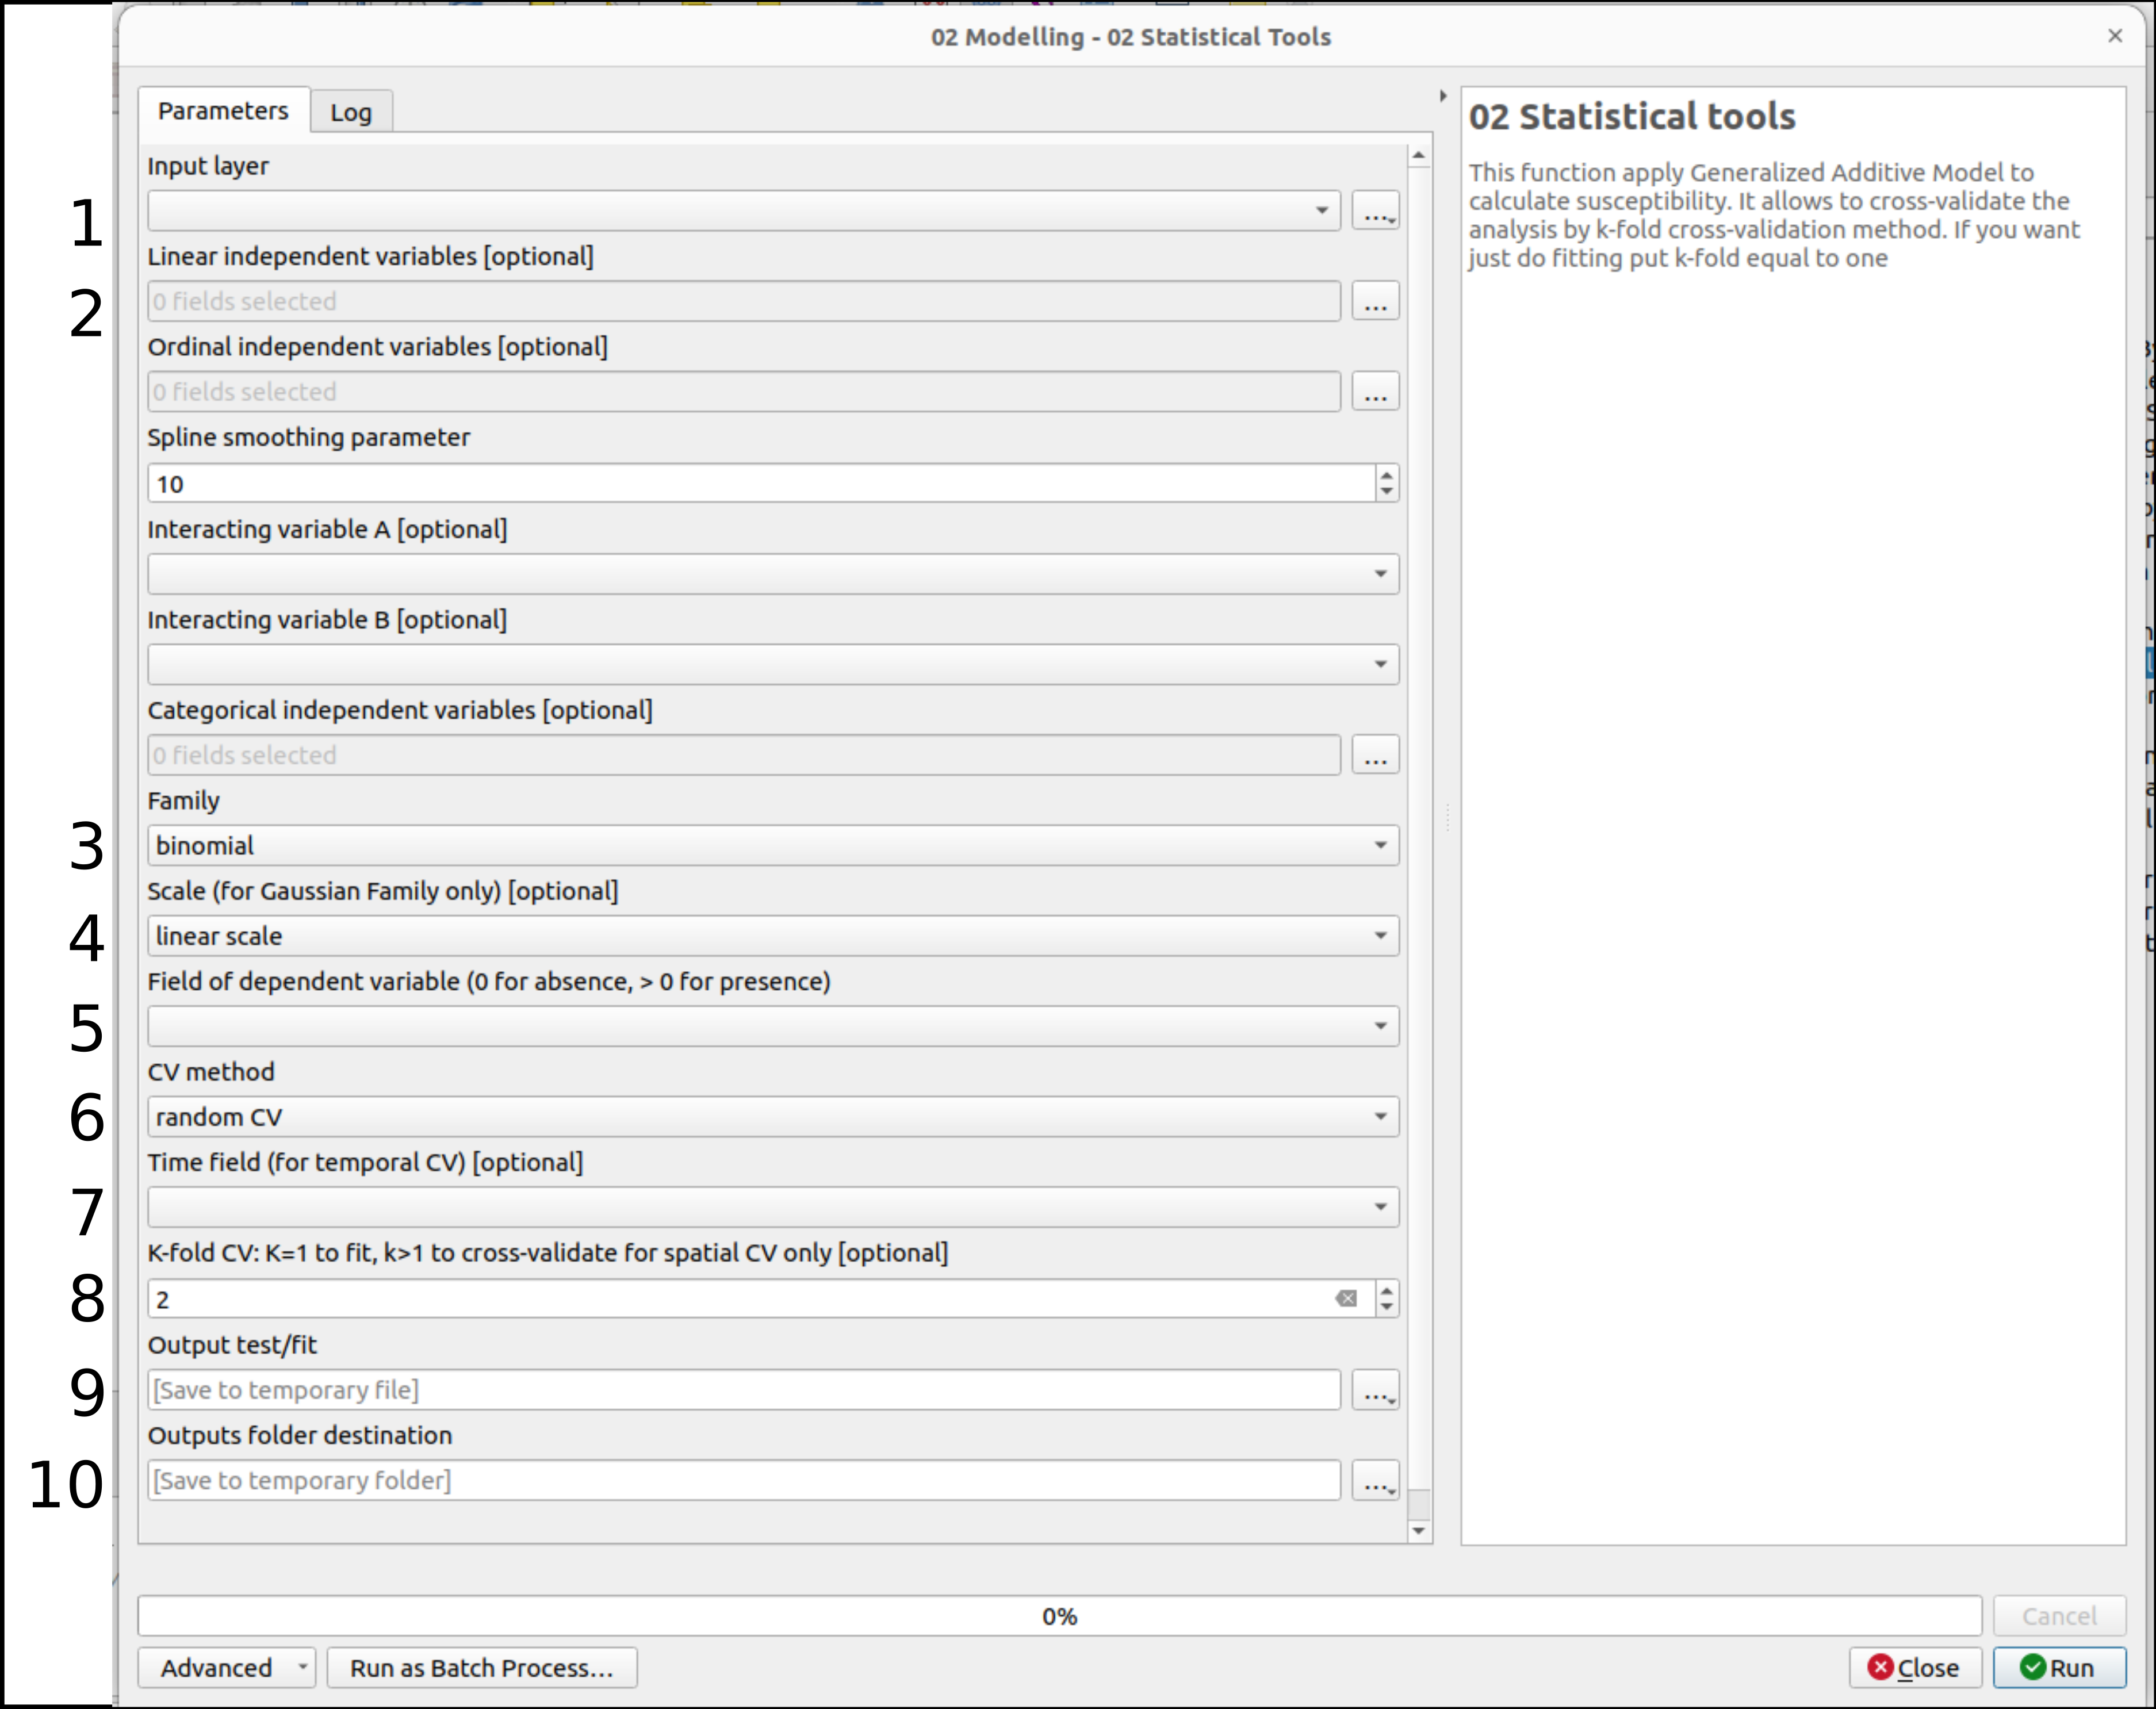 02 Modelling - 02 Statistical Tools
Parameters
Log
Input layer
1
...
Linear independent variables [optional]
2
0 fields selected
...
Ordinal independent variables [optional]
0 fields selected
...
Spline smoothing parameter
10
Interacting variable A [optional]
Interacting variable B [optional]
Categorical independent variables [optional]
0 fields selected
...
Family
3
binomial
Scale (for Gaussian Family only) [optional]
4
linear scale
Field of dependent variable (0 for absence, > 0 for presence)
5
CV method
6
random CV
Time field (for temporal CV) [optional]
7
K-fold CV: K=1 to fit, k>1 to cross-validate for spatial CV only [optional]
8
2
Output test/fit
9
[Save to temporary file]
...
Outputs folder destination
10
[Save to temporary folder]
...
02 Statistical tools
This function apply Generalized Additive Model to
calculate susceptibility. It allows to cross-validate the
analysis by k-fold cross-validation method. If you want
just do fitting put k-fold equal to one
0%
Cancel
Advanced
Run as Batch Process...
Close
Run